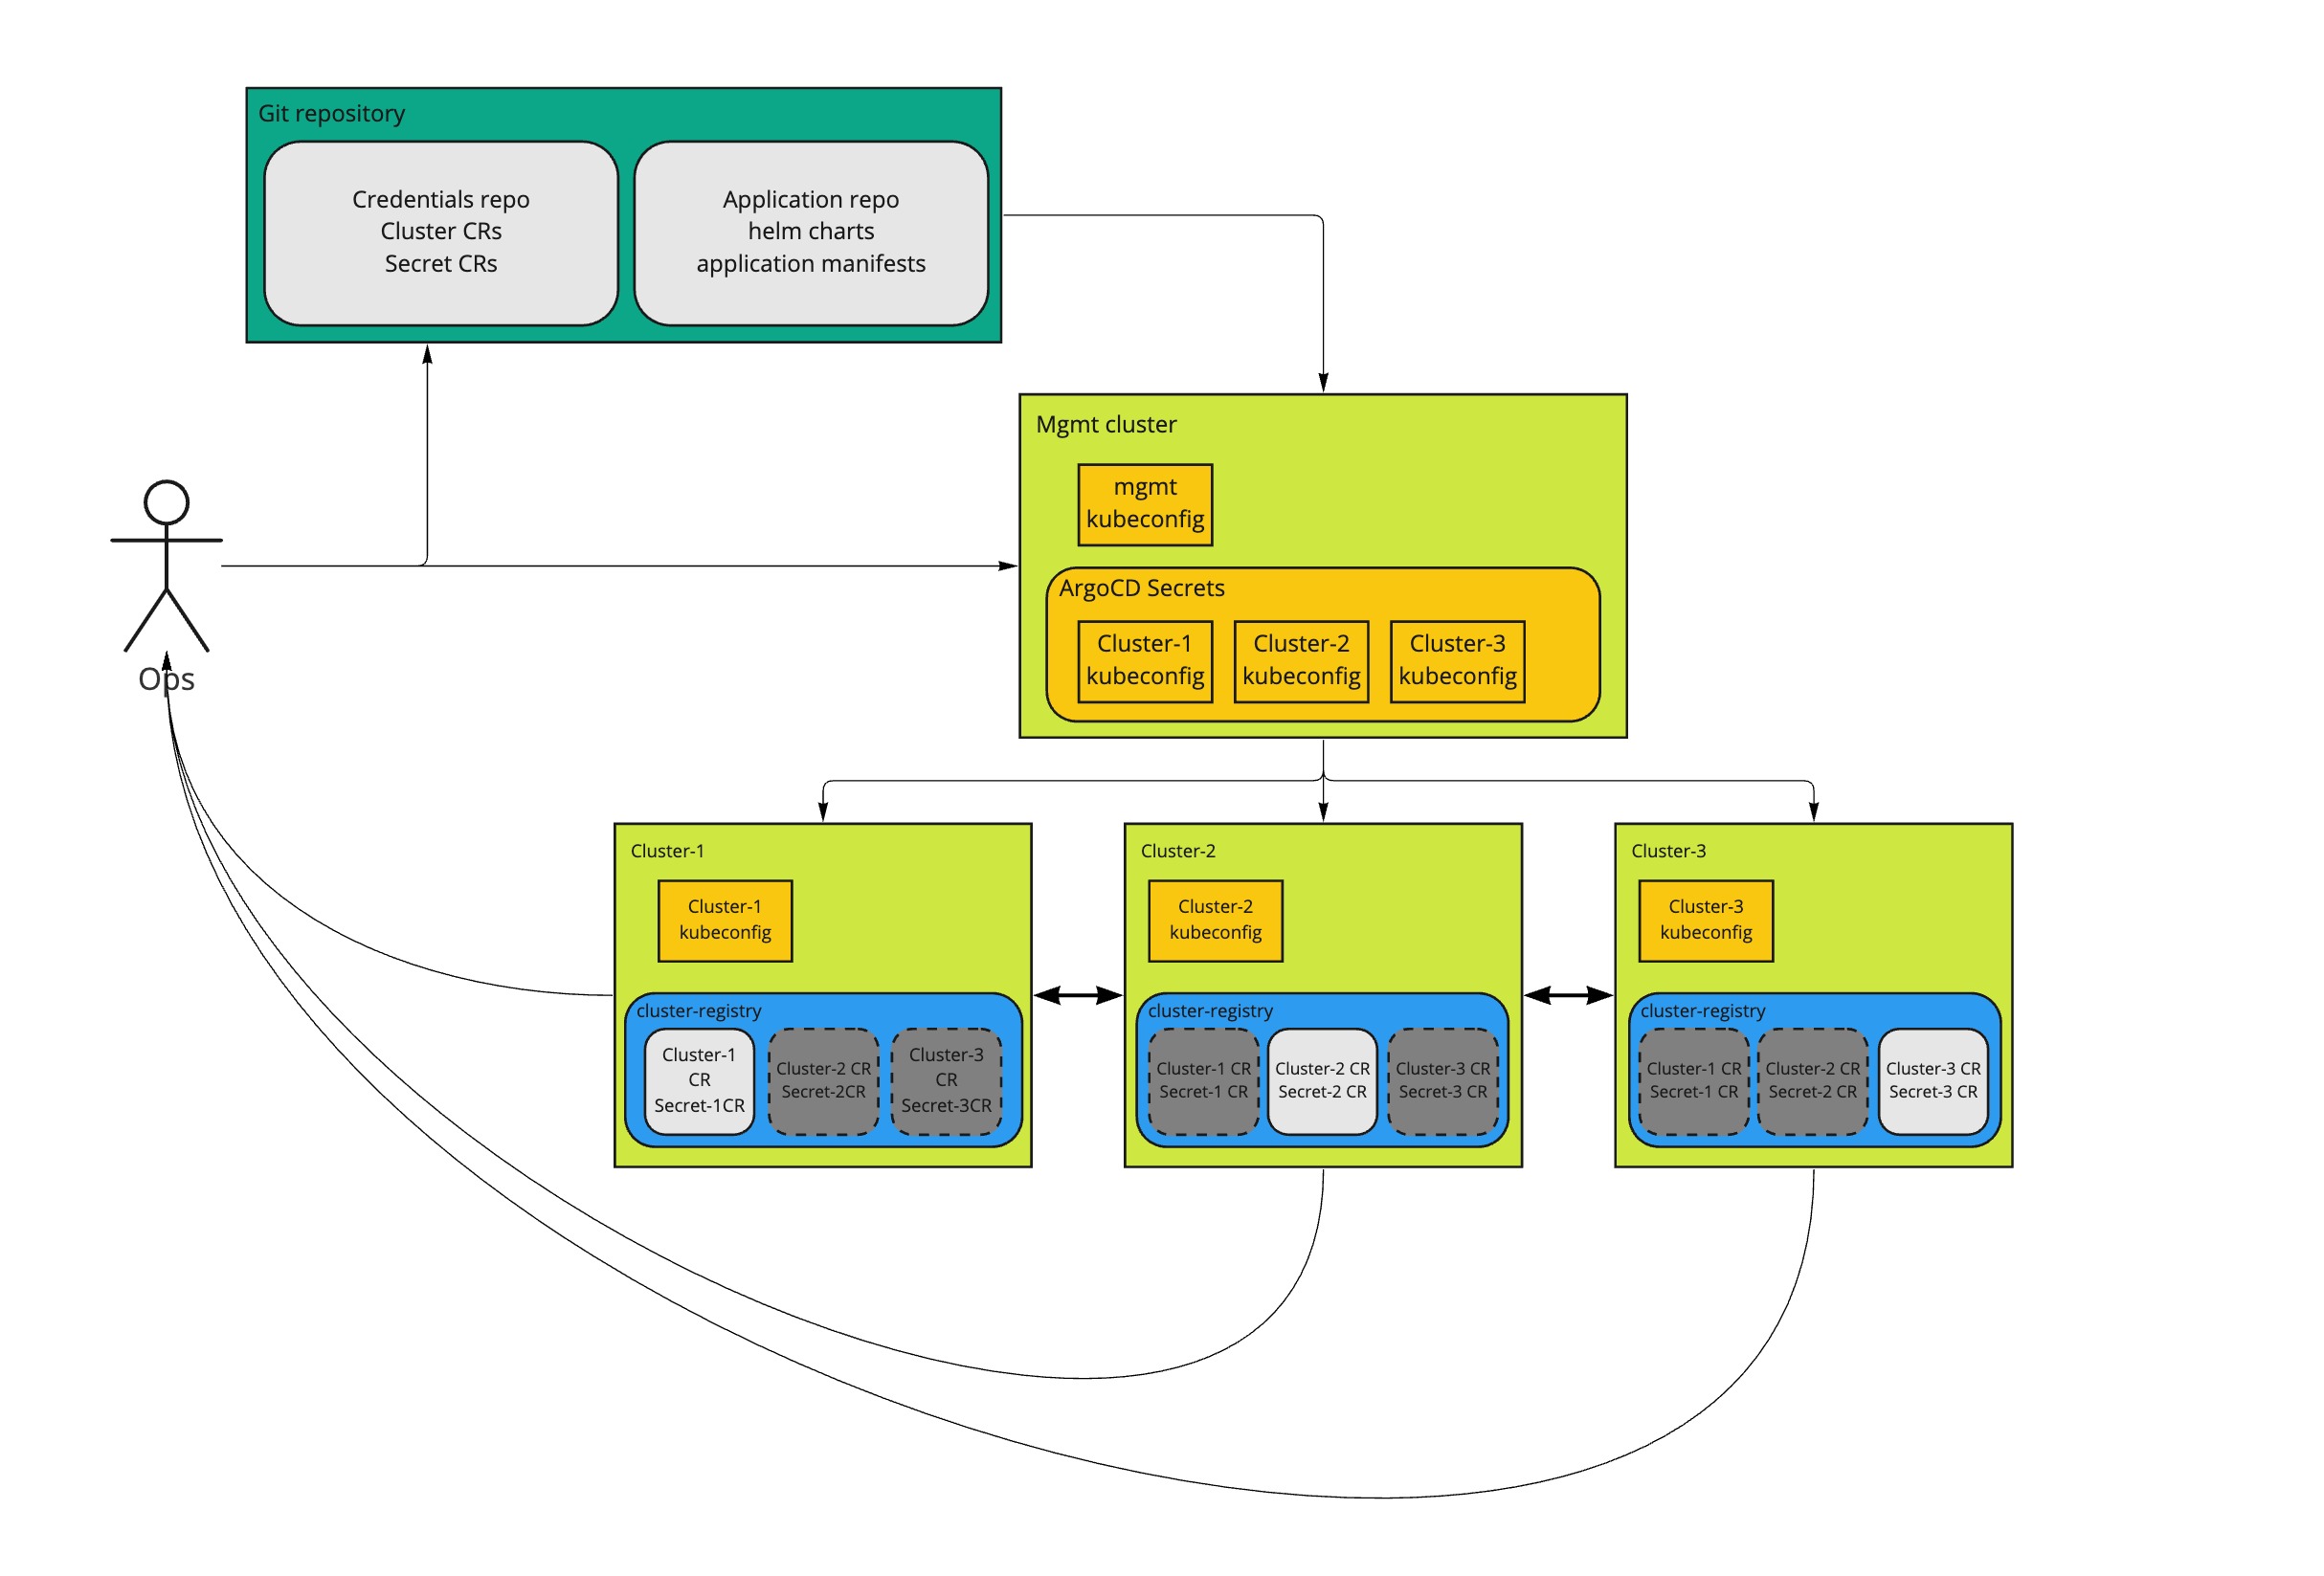 Git repository
Credentials repo
Cluster CRs
Secret CRs
Application repo
helm charts
application manifests
Mgmt cluster
mgmt
kubeconfig
Ops
ArgoCD Secrets
Cluster-1
kubeconfig
Cluster-2
kubeconfig
Cluster-3
kubeconfig
Cluster-1
Cluster-1
kubeconfig
cluster-registry
Cluster-1
CR
Secret-1CR
Cluster-2 CR
Secret-2CR
Cluster-3
CR
Secret-3CR
Cluster-2
Cluster-2
kubeconfig
cluster-registry
Cluster-1 CR
Secret-1 CR
Cluster-2 CR
Secret-2 CR
Cluster-3 CR
Secret-3 CR
Cluster-3
Cluster-3
kubeconfig
cluster-registry
Cluster-1 CR
Secret-1 CR
Cluster-2 CR
Secret-2 CR
Cluster-3 CR
Secret-3 CR